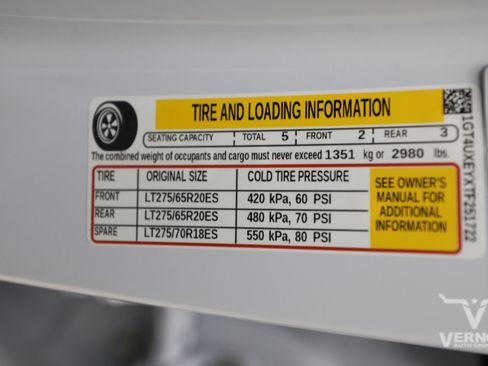 TIRE AND LOADING INFORMATION
SEATING CAPACITY TOTAL 5 FRONT 2 REAR 3
The combined weight of occupants and cargo must never exceed 1351 kg or 2980 lbs.
TIRE ORIGINAL SIZE COLD TIRE PRESSURE
FRONT LT275/65R20ES 420 kPa, 60 PSI
REAR LT275/65R20ES 480 kPa, 70 PSI
SPARE LT275/70R18ES 550 kPa, 80 PSI
SEE OWNER'S
MANUAL FOR
ADDITIONAL
INFORMATION
1GT4UXEYXTF251722
VERNO
AUTO GROUP